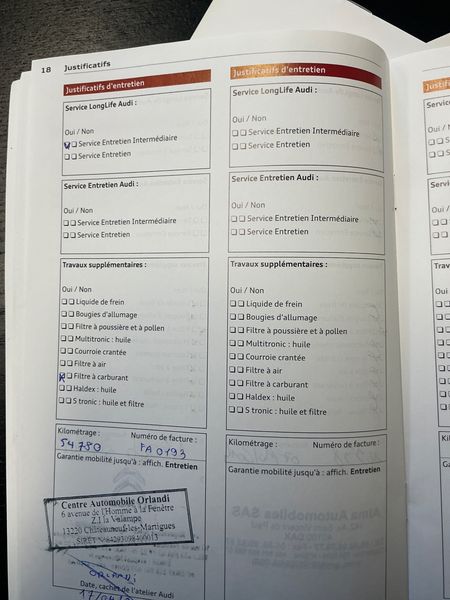 18 Justificatifs
Justificatifs d'entretien
Service LongLife Audi :
Oui / Non
Service Entretien Intermédiaire
Service Entretien
Service Entretien Audi :
Oui / Non
Service Entretien Intermédiaire
Service Entretien
Travaux supplémentaires :
Oui / Non
Liquide de frein
Bougies d'allumage
Filtre à poussière et à pollen
Multitronic : huile
Courroie crantée
Filtre à air
Filtre à carburant
Haldex : huile
S tronic : huile et filtre
Kilométrage : Numéro de facture :
54 750 FA 0193
Garantie mobilité jusqu'à : affich. Entretien
Centre Automobile Orlandi
6 avenue de l'Homme à la Fenêtre
Z.I la Valampe
13220 Châteauneuf-les-Martigues
ORLANDI
Date, cachet de l'atelier Audi
Justificatifs d'entretien
Service LongLife Audi :
Oui / Non
Service Entretien Intermédiaire
Service Entretien
Service Entretien Audi :
Oui / Non
Service Entretien Intermédiaire
Service Entretien
Travaux supplémentaires :
Oui / Non
Liquide de frein
Bougies d'allumage
Filtre à poussière et à pollen
Multitronic : huile
Courroie crantée
Filtre à air
Filtre à carburant
Haldex : huile
S tronic : huile et filtre
Kilométrage : Numéro de facture :
Garantie mobilité jusqu'à : affich. Entretien